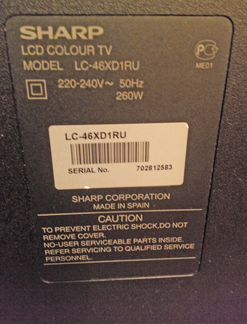 SHARP
LCD COLOUR TV
MODEL LC-46XD1RU
220-240V~ 50Hz
260W
ME01
LC-46XD1RU
SERIAL No. 702812583
SHARP CORPORATION
MADE IN SPAIN
CAUTION
TO PREVENT ELECTRIC SHOCK,DO NOT
REMOVE COVER.
NO-USER SERVICEABLE PARTS INSIDE.
REFER SERVICING TO QUALIFIED SERVICE
PERSONNEL.